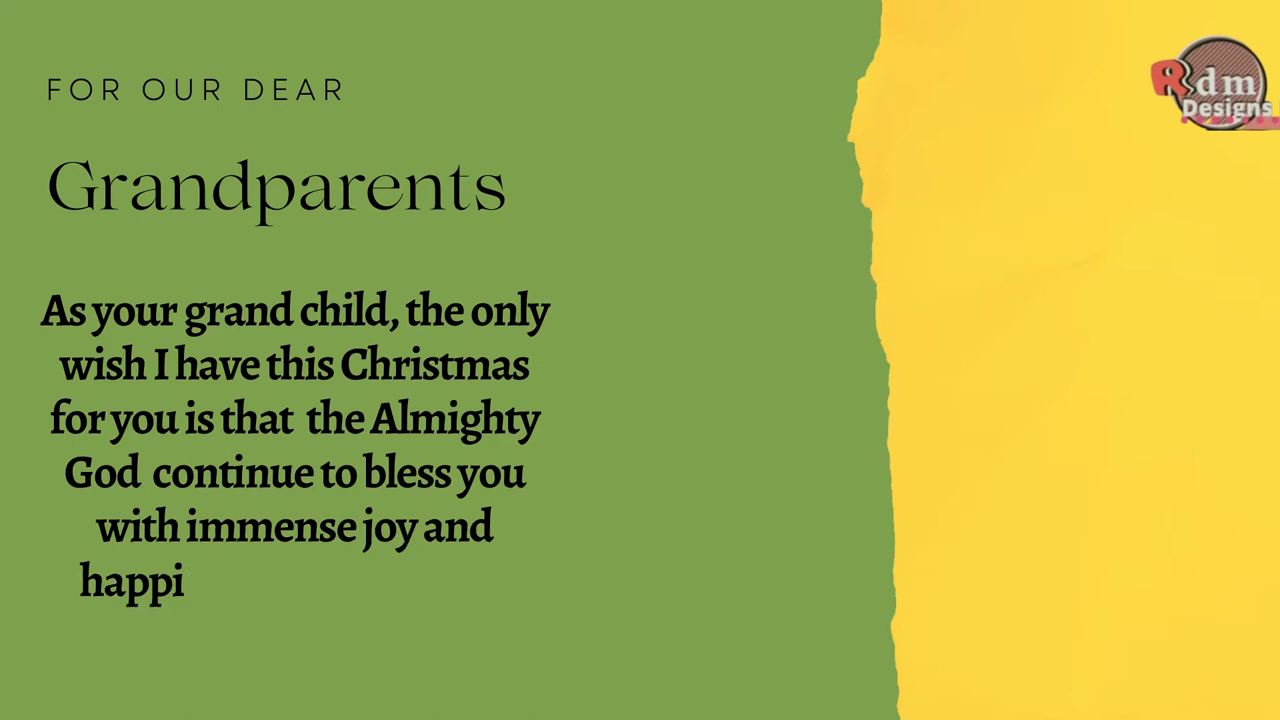 FOR OUR DEAR
Grandparents
As your grand child, the only
wish I have this Christmas
for you is that the Almighty
God continue to bless you
with immense joy and
happi
Rdm
Designs